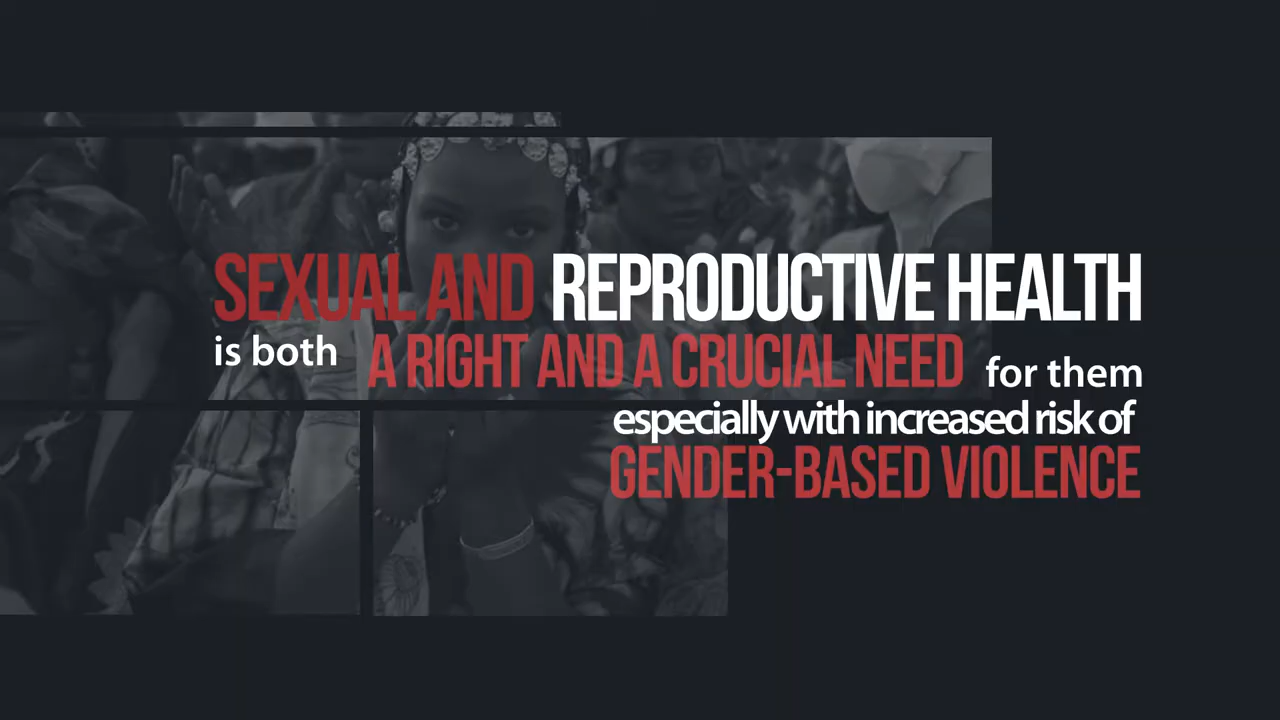 SEXUAL AND REPRODUCTIVE HEALTH
is both A RIGHT AND A CRUCIAL NEED for them
especially with increased risk of
GENDER-BASED VIOLENCE